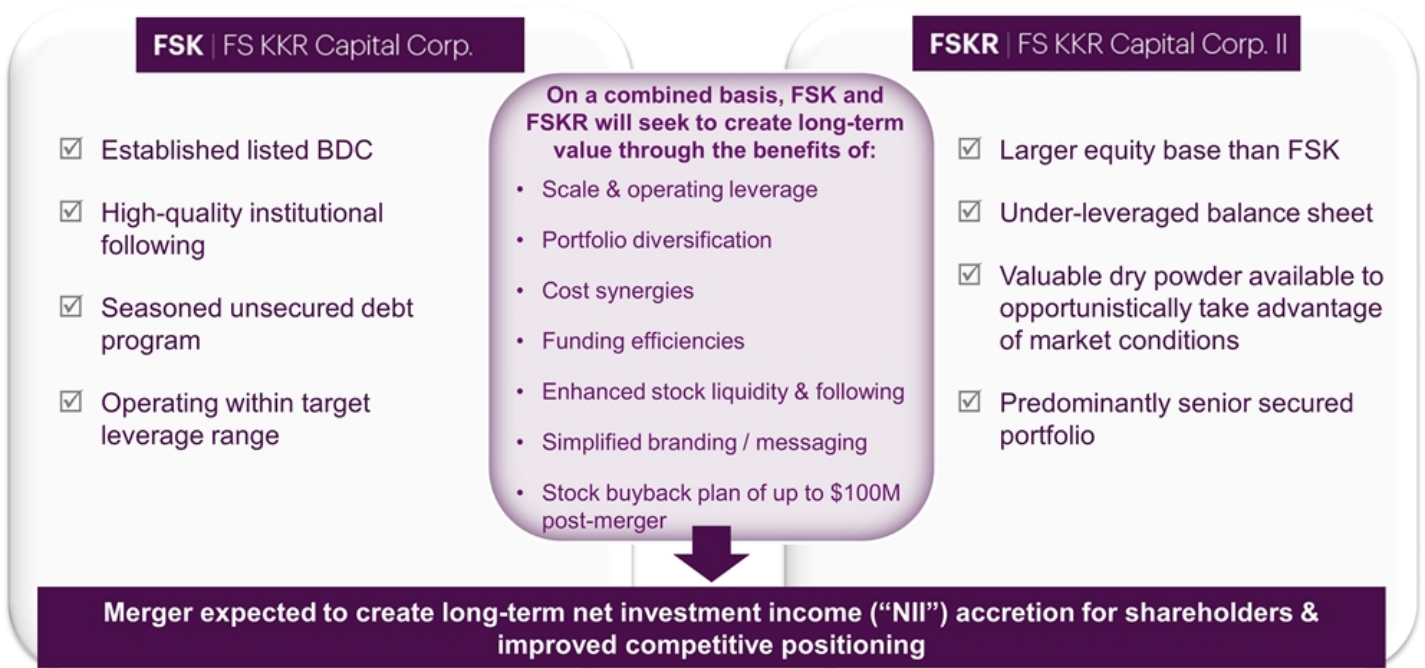 FSK | FS KKR Capital Corp.
Established listed BDC
High-quality institutional
following
Seasoned unsecured debt
program
Operating within target
leverage range
On a combined basis, FSK and
FSKR will seek to create long-term
value through the benefits of:
• Scale & operating leverage
• Portfolio diversification
• Cost synergies
• Funding efficiencies
• Enhanced stock liquidity & following
• Simplified branding / messaging
• Stock buyback plan of up to $100M
post-merger
FSKR | FS KKR Capital Corp. II
Larger equity base than FSK
Under-leveraged balance sheet
Valuable dry powder available to
opportunistically take advantage
of market conditions
Predominantly senior secured
portfolio
Merger expected to create long-term net investment income (“NII”) accretion for shareholders &
improved competitive positioning